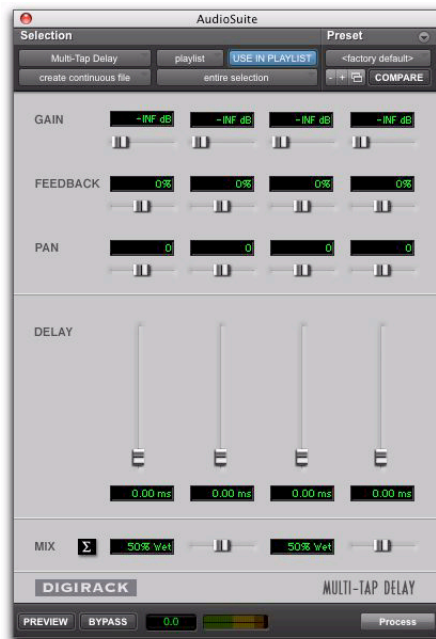 AudioSuite
Selection Preset
Multi-Tap Delay playlist USE IN PLAYLIST <factory default>
create continuous file entire selection - + COMPARE
GAIN -INF dB -INF dB -INF dB -INF dB
FEEDBACK 0% 0% 0% 0%
PAN 0 0 0 0
DELAY
0.00 ms 0.00 ms 0.00 ms 0.00 ms
MIX Σ 50% Wet 50% Wet
DIGIRACK MULTI-TAP DELAY
PREVIEW BYPASS 0.0 Process